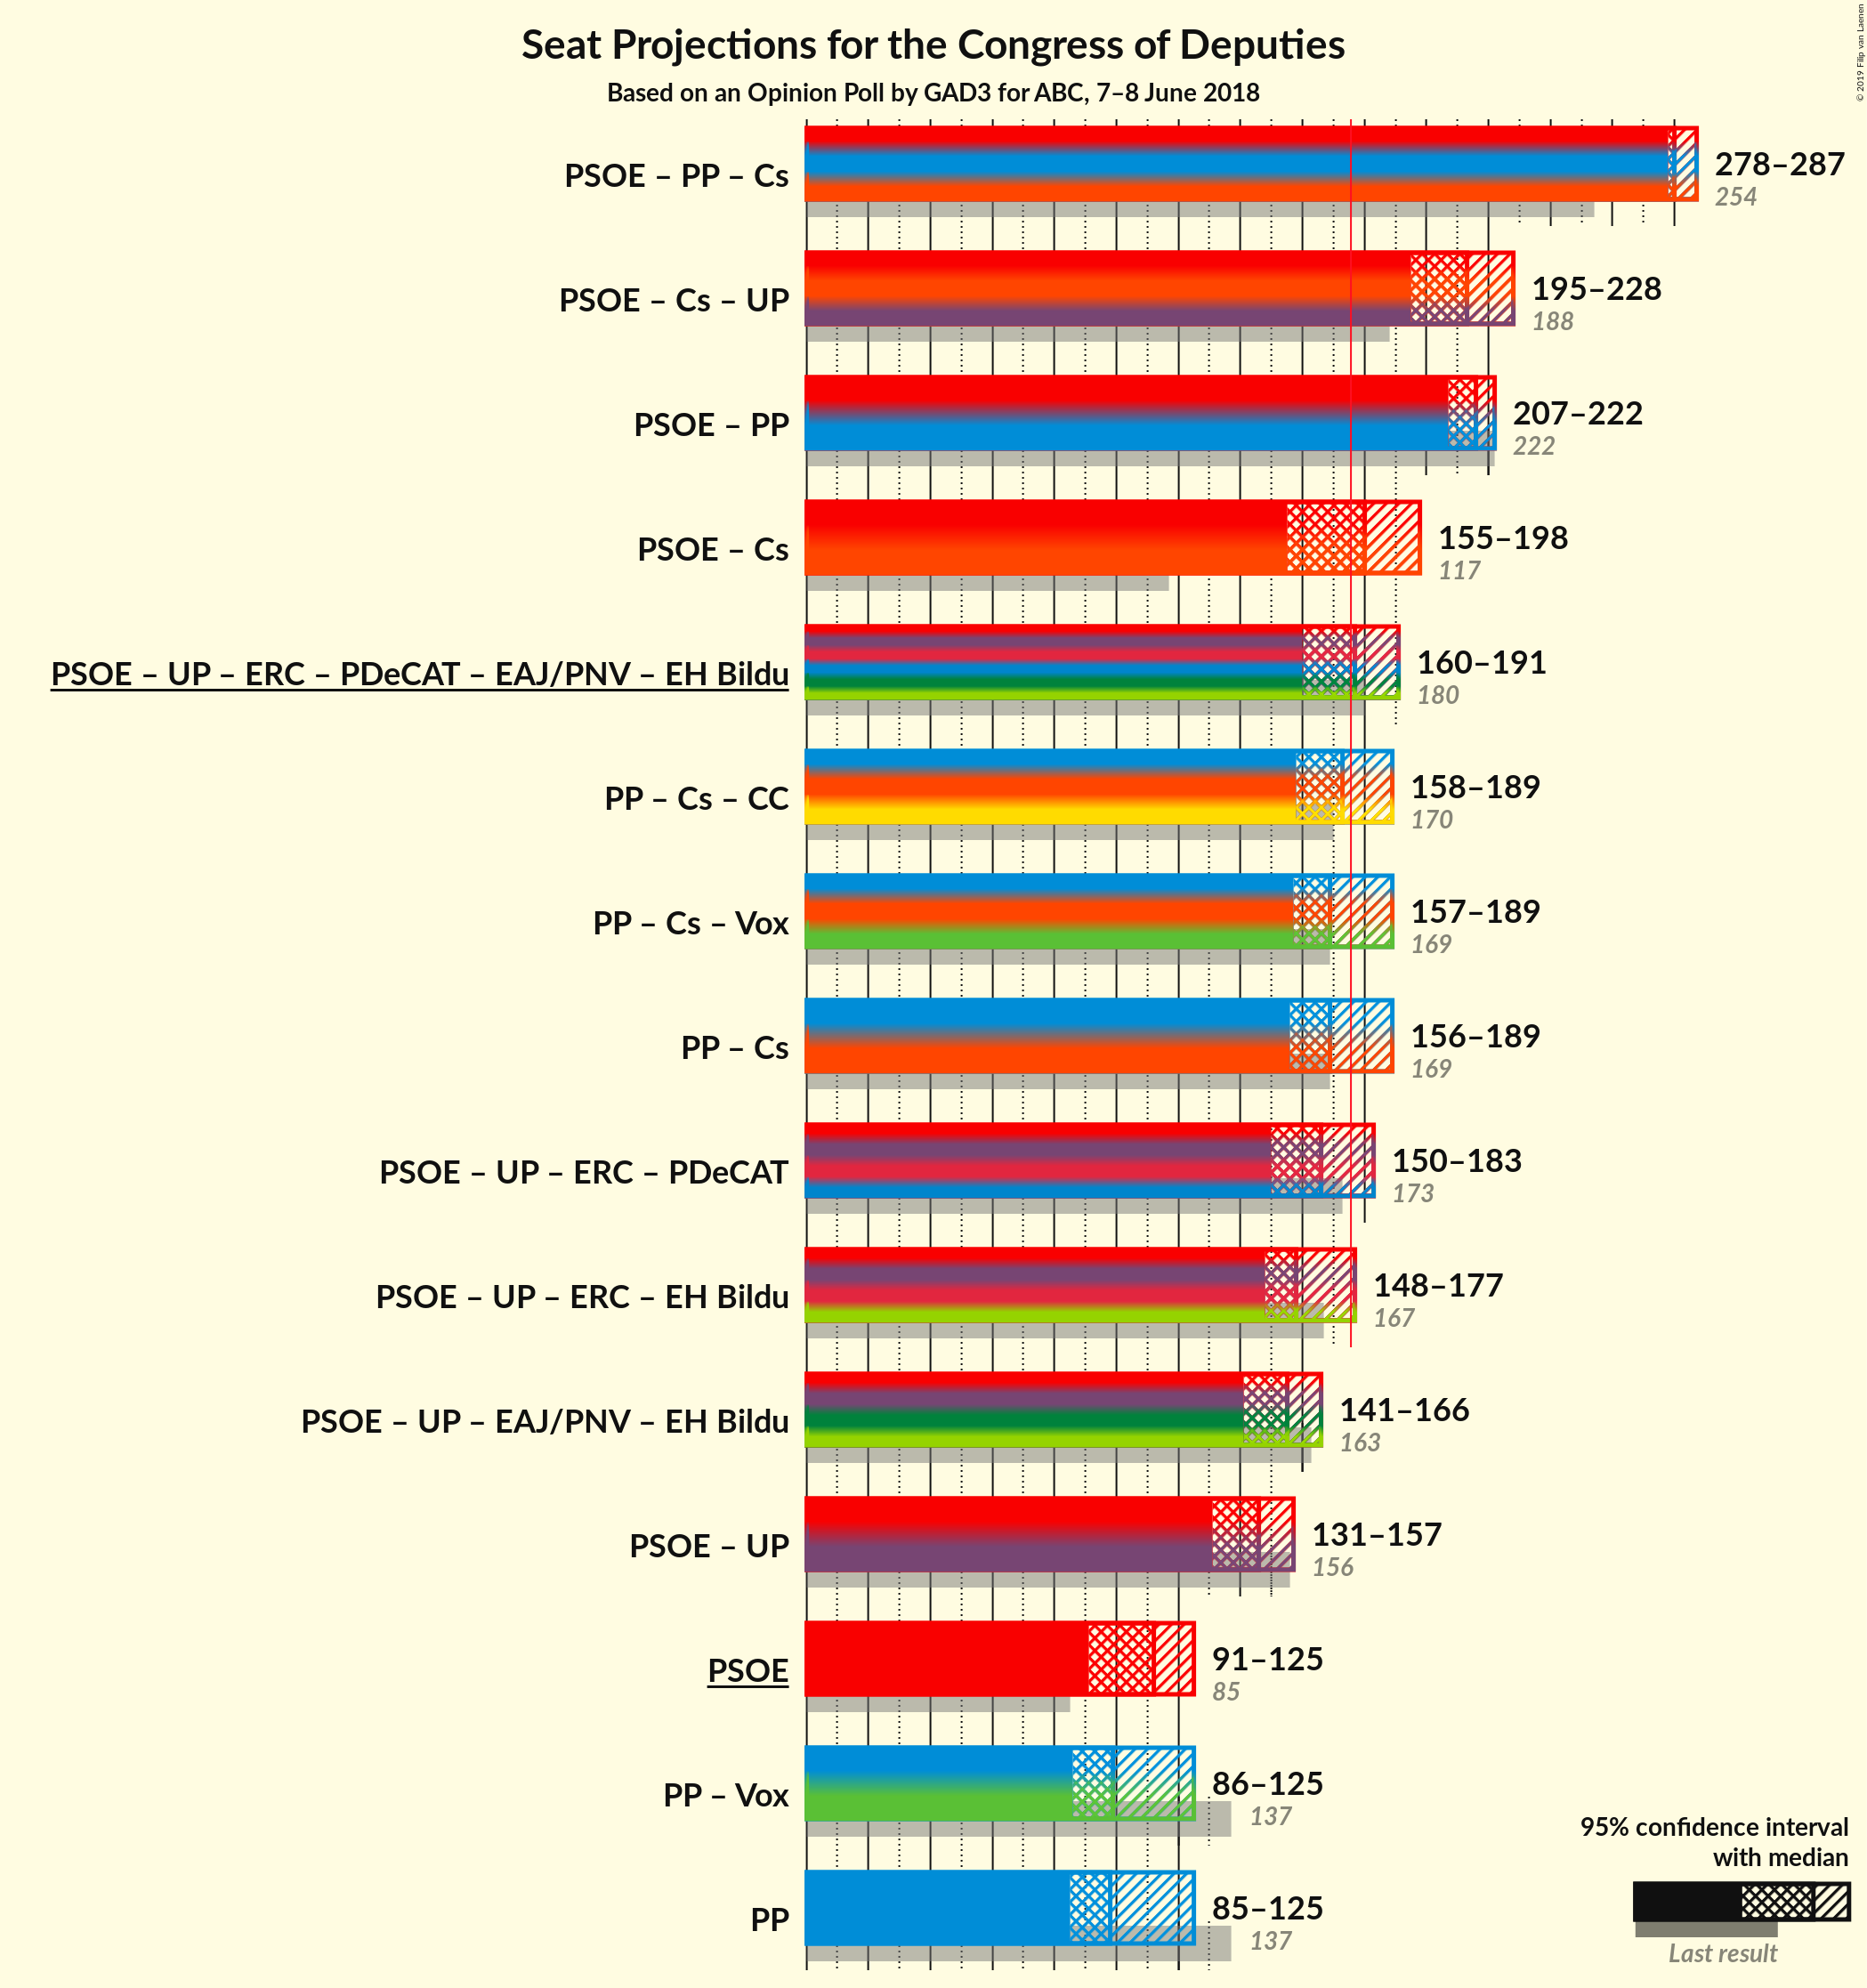 Seat Projections for the Congress of Deputies
Based on an Opinion Poll by GAD3 for ABC, 7–8 June 2018
© 2019 Filip van Laenen
PSOE – PP – Cs
278–287
254
PSOE – Cs – UP
195–228
188
PSOE – PP
207–222
222
PSOE – Cs
155–198
117
PSOE – UP – ERC – PDeCAT – EAJ/PNV – EH Bildu
160–191
180
PP – Cs – CC
158–189
170
PP – Cs – Vox
157–189
169
PP – Cs
156–189
169
PSOE – UP – ERC – PDeCAT
150–183
173
PSOE – UP – ERC – EH Bildu
148–177
167
PSOE – UP – EAJ/PNV – EH Bildu
141–166
163
PSOE – UP
131–157
156
PSOE
91–125
85
PP – Vox
86–125
137
PP
85–125
137
95% confidence interval
with median
Last result